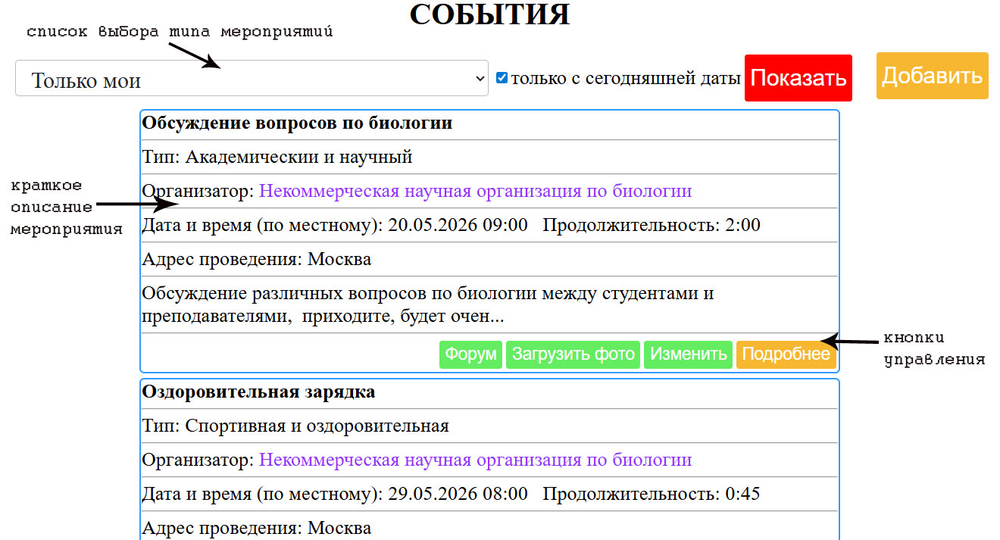 СОБЫТИЯ
список выбора типа мероприятий
Только мои
только с сегодняшней даты
Показать
Добавить
Обсуждение вопросов по биологии
Тип: Академическии и научный
краткое
описание
мероприятия
Организатор: Некоммерческая научная организация по биологии
Дата и время (по местному): 20.05.2026 09:00 Продолжительность: 2:00
Адрес проведения: Москва
Обсуждение различных вопросов по биологии между студентами и
преподавателями, приходите, будет очен...
Форум
Загрузить фото
Изменить
Подробнее
кнопки
управления
Оздоровительная зарядка
Тип: Спортивная и оздоровительная
Организатор: Некоммерческая научная организация по биологии
Дата и время (по местному): 29.05.2026 08:00 Продолжительность: 0:45
Адрес проведения: Москва